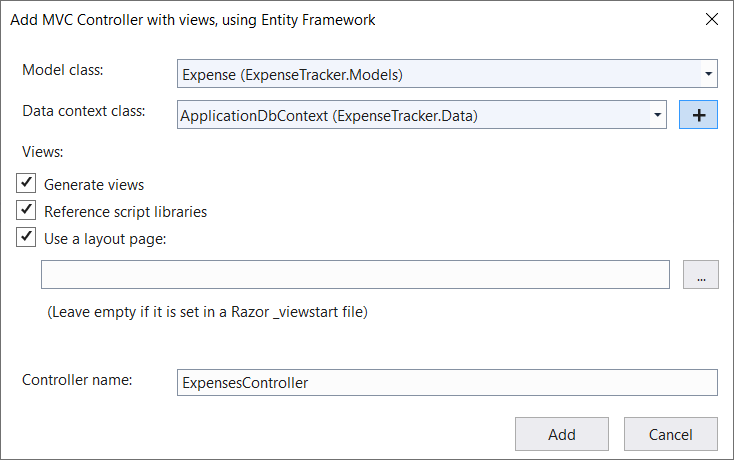 Add MVC Controller with views, using Entity Framework
Model class: Expense (ExpenseTracker.Models)
Data context class: ApplicationDbContext (ExpenseTracker.Data) +
Views:
Generate views
Reference script libraries
Use a layout page:
...
(Leave empty if it is set in a Razor _viewstart file)
Controller name: ExpensesController
Add Cancel